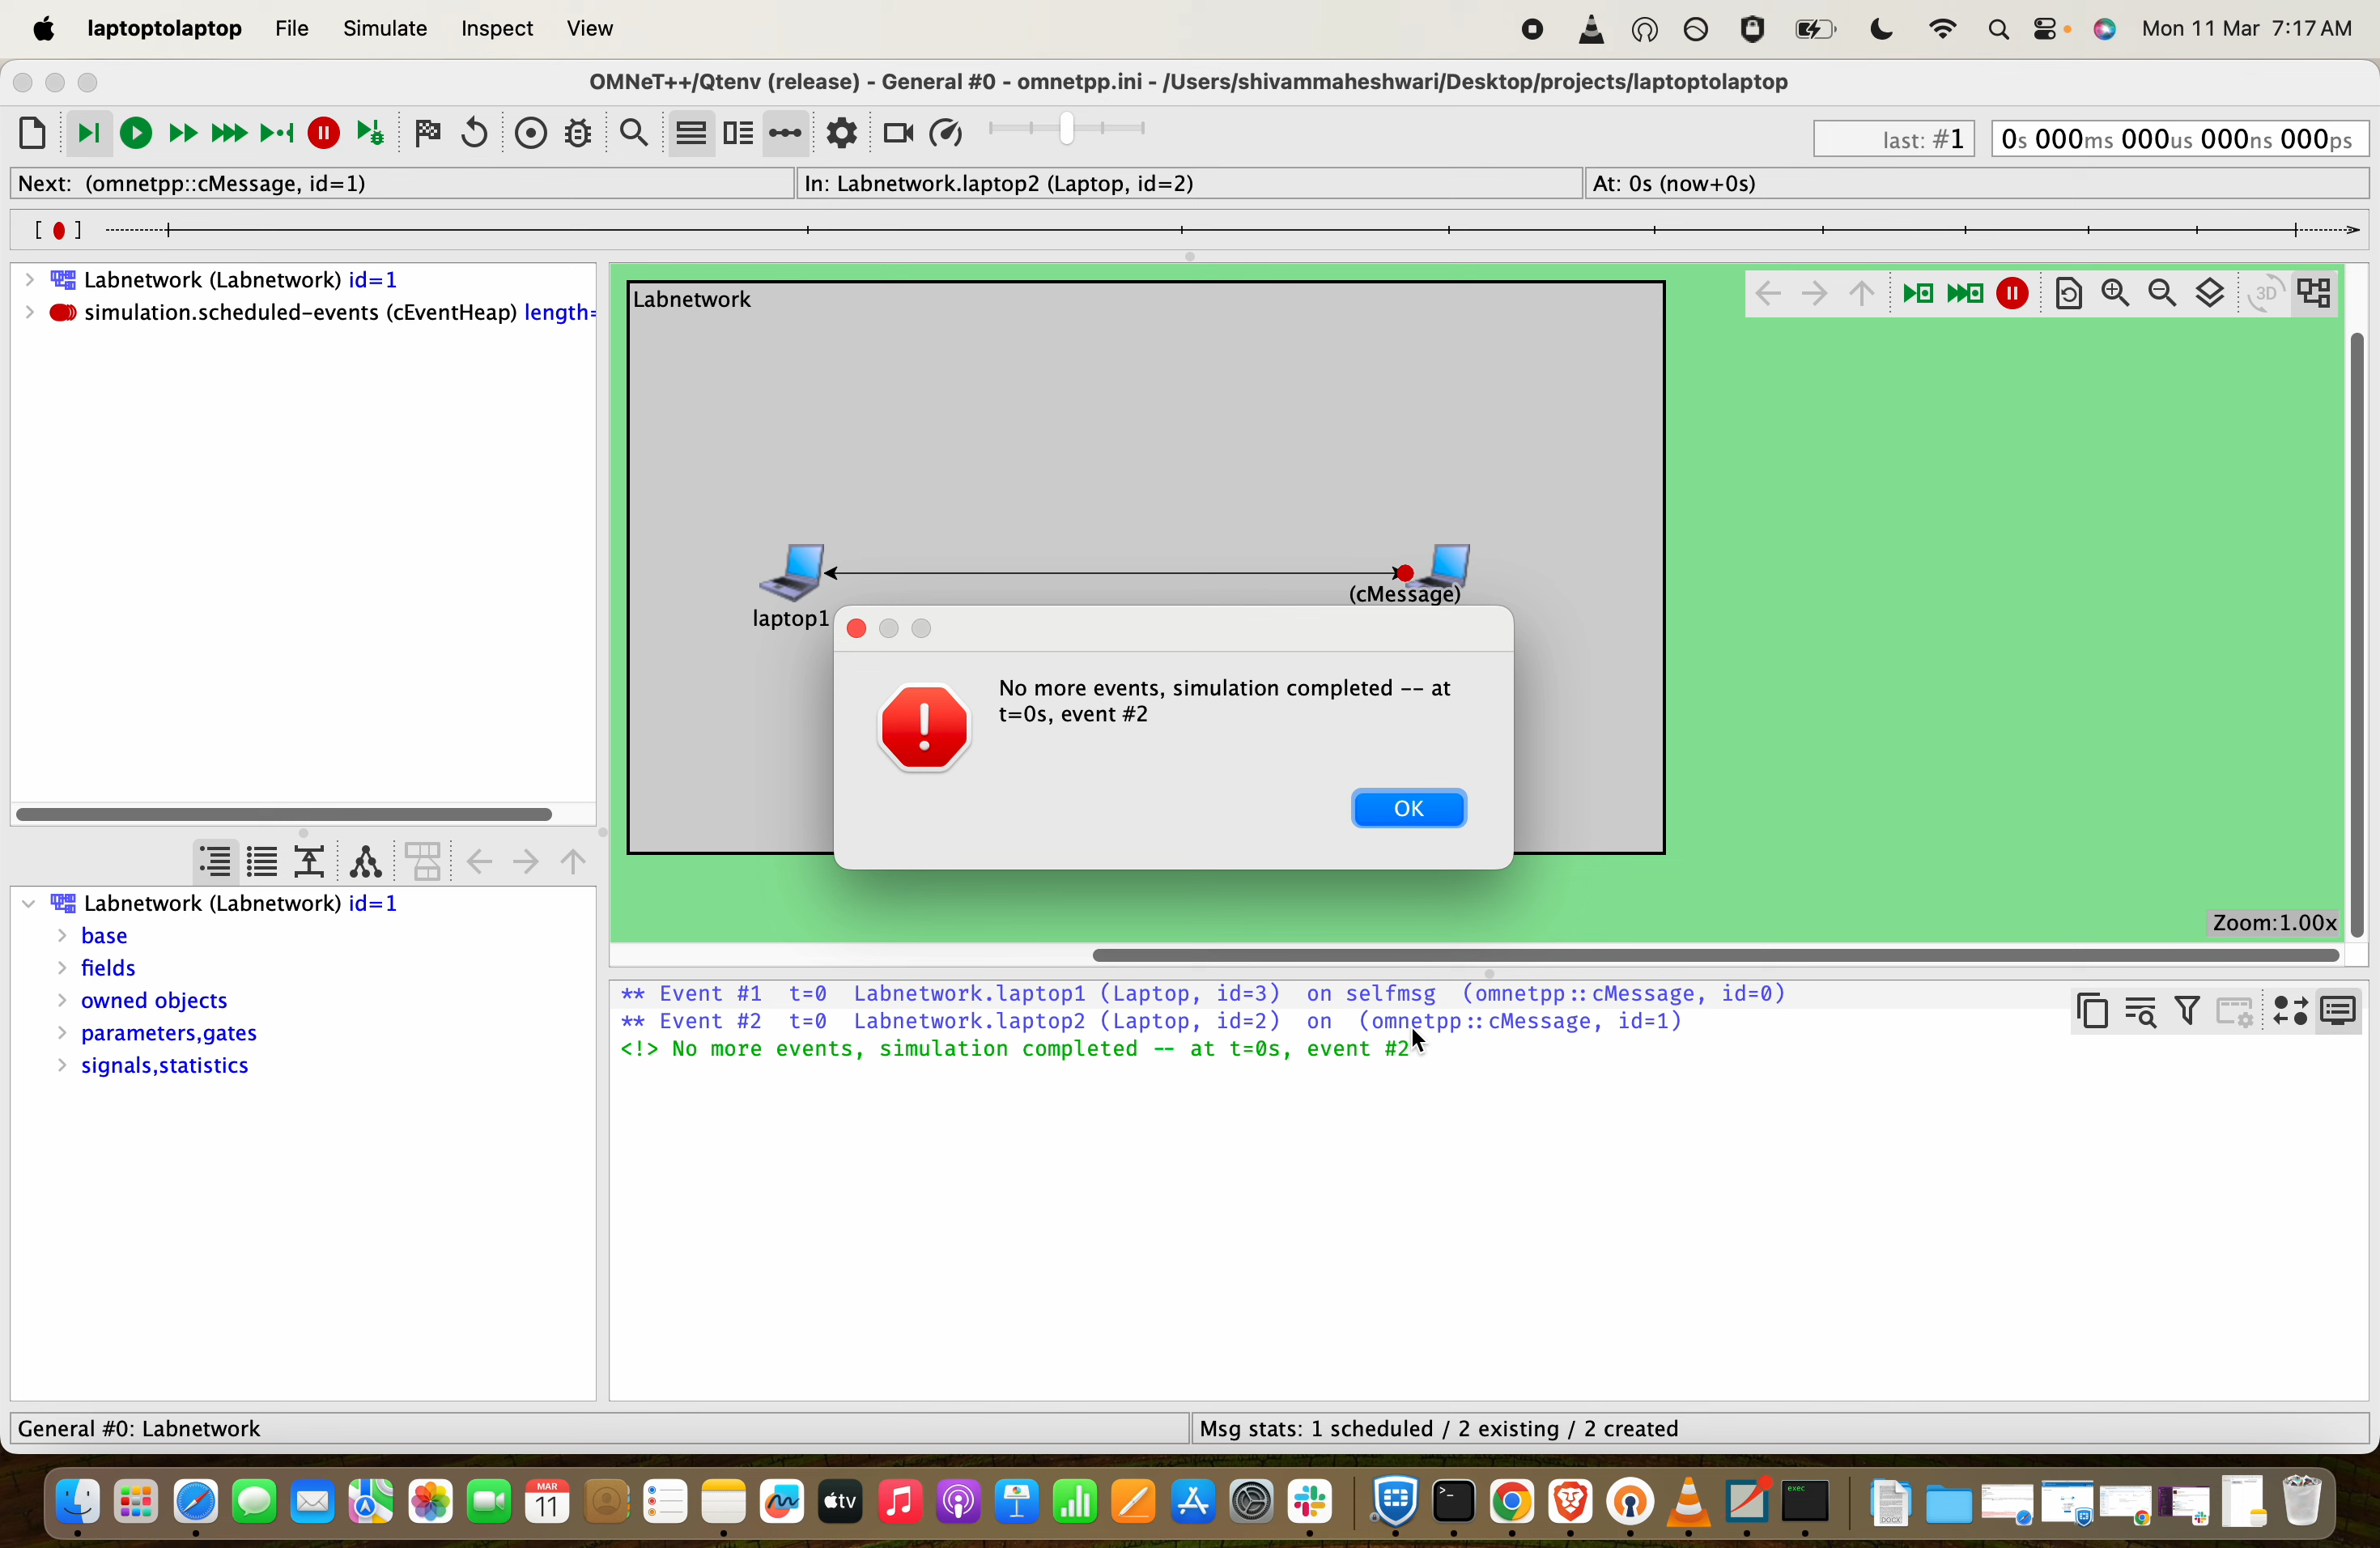 laptoptolaptop File Simulate Inspect View Mon 11 Mar 7:17 AM
OMNeT++/Qtenv (release) - General #0 - omnetpp.ini - /Users/shivammaheshwari/Desktop/projects/laptoptolaptop
last: #1 0s 000ms 000us 000ns 000ps
Next: (omnetpp::cMessage, id=1) In: Labnetwork.laptop2 (Laptop, id=2) At: 0s (now+0s)
Labnetwork (Labnetwork) id=1
simulation.scheduled-events (cEventHeap) length=
Labnetwork
3D
(cMessage)
laptop1
No more events, simulation completed -- at
t=0s, event #2
OK
Zoom:1.00x
Labnetwork (Labnetwork) id=1
base
fields
owned objects
parameters,gates
signals,statistics
** Event #1 t=0 Labnetwork.laptop1 (Laptop, id=3) on selfmsg (omnetpp::cMessage, id=0)
** Event #2 t=0 Labnetwork.laptop2 (Laptop, id=2) on (omnetpp::cMessage, id=1)
<!> No more events, simulation completed -- at t=0s, event #2
General #0: Labnetwork Msg stats: 1 scheduled / 2 existing / 2 created
MAR
11
tv
exec
DOCX